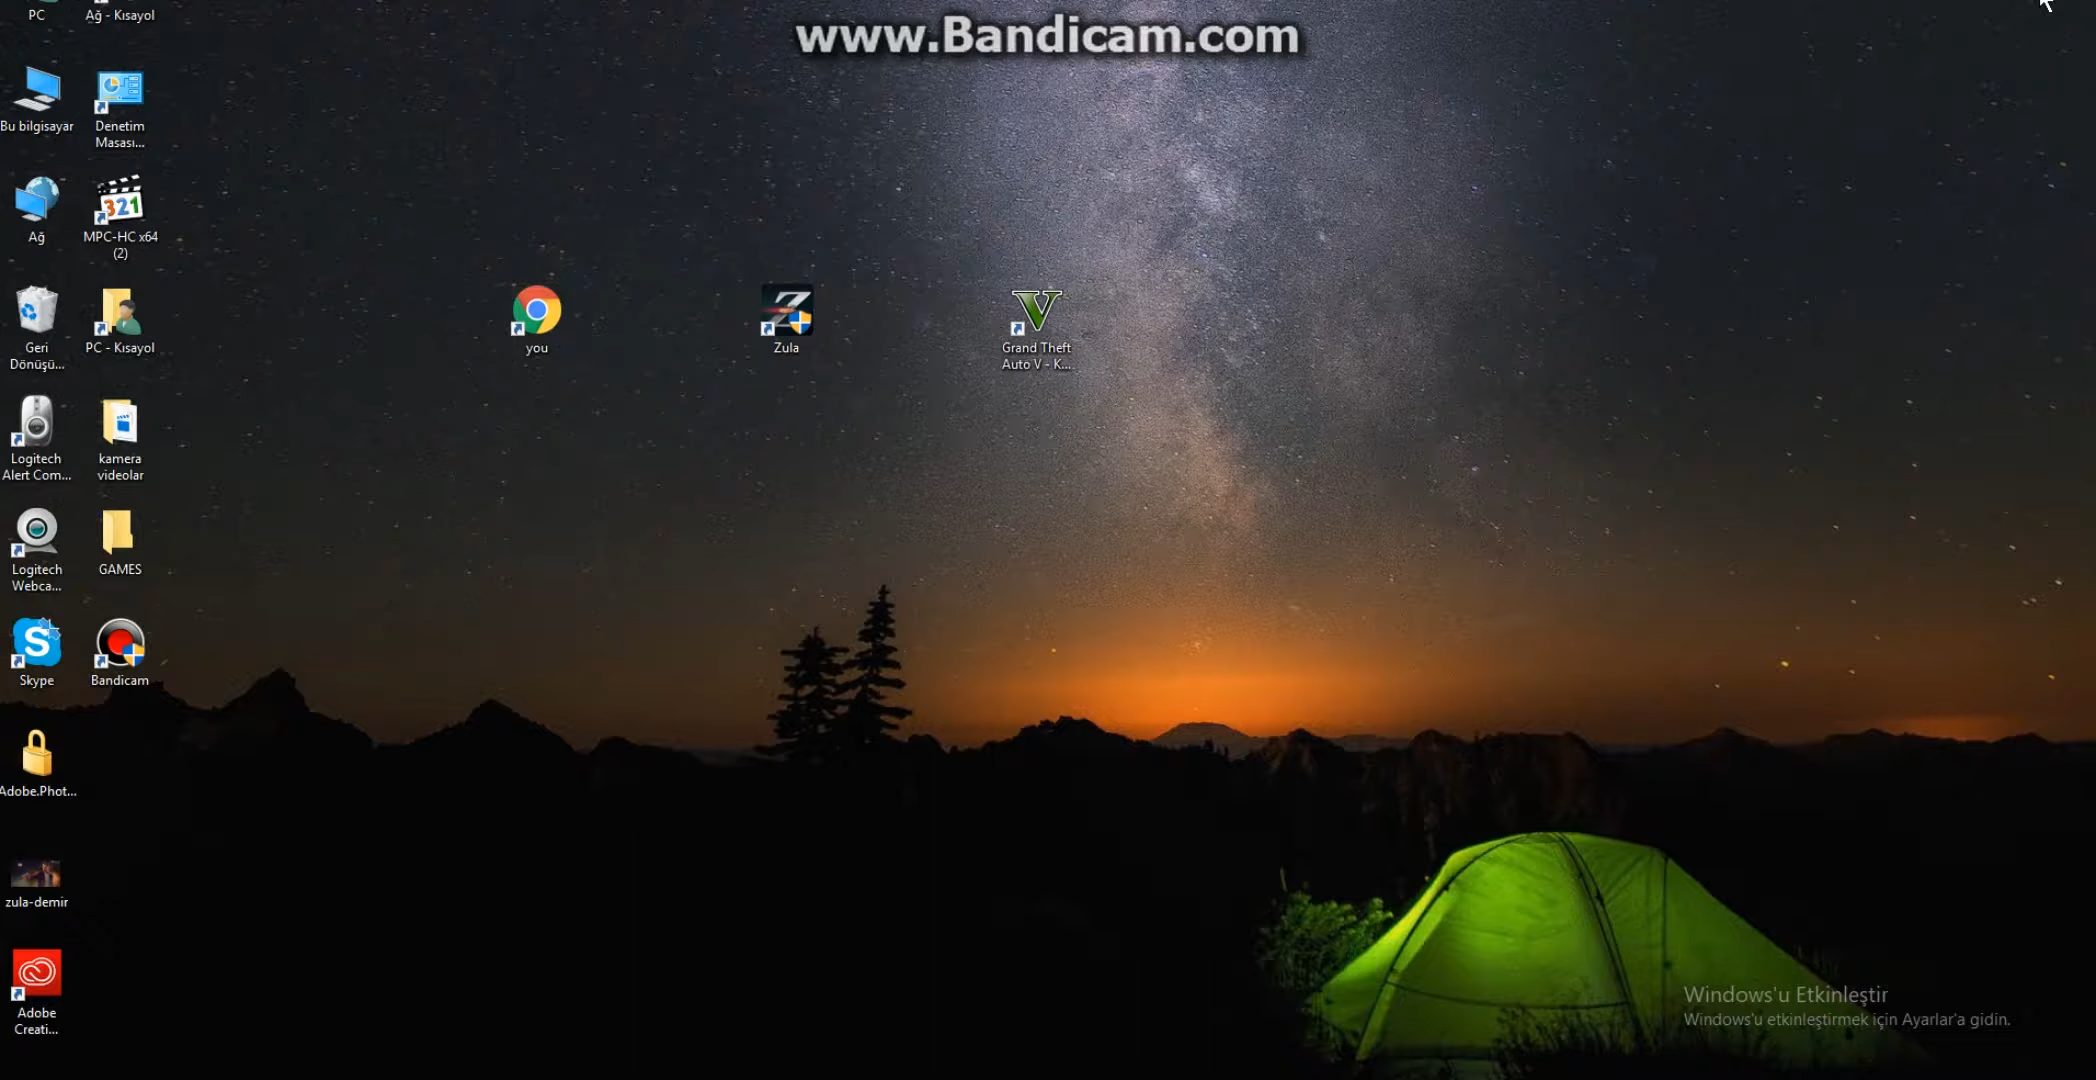 www.Bandicam.com
PC
Ağ - Kısayol
Bu bilgisayar
Denetim
Masası...
Ağ
MPC-HC x64
(2)
Geri
Dönüşü...
PC - Kısayol
you
Zula
Grand Theft
Auto V - K...
Logitech
Alert Com...
kamera
videolar
Logitech
Webca...
GAMES
Skype
Bandicam
Adobe.Phot...
zula-demir
Adobe
Creati...
Windows'u Etkinleştir
Windows'u etkinleştirmek için Ayarlar'a gidin.